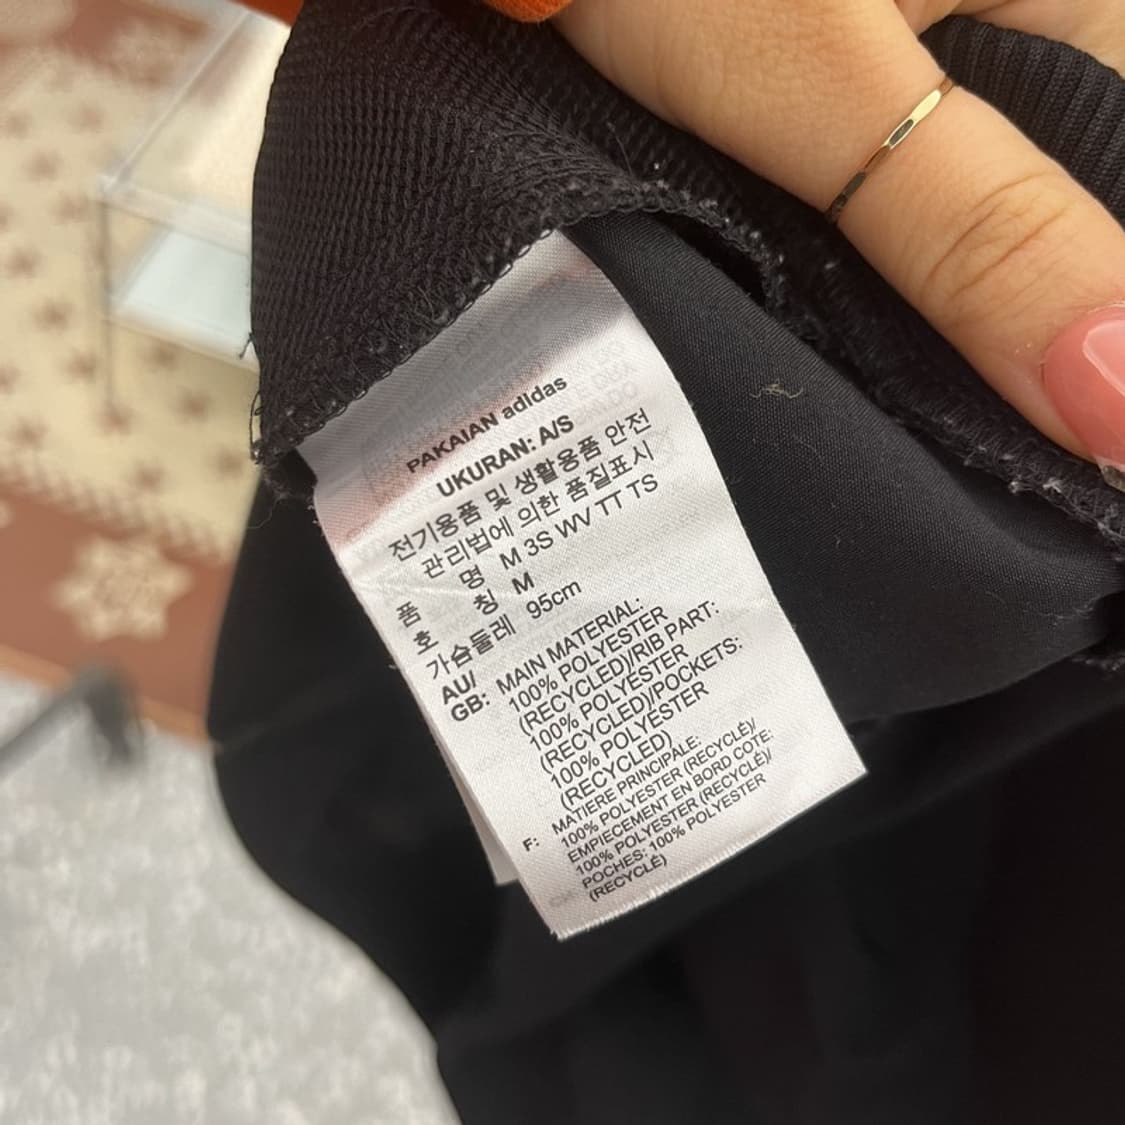 PAKAIAN adidas
UKURAN: A/S
전기용품 및 생활용품 안전
관리법에 의한 품질표시
품 명 M 3S WV TT TS
호 칭 M
가슴둘레 95cm
AU/
GB: MAIN MATERIAL:
100% POLYESTER
(RECYCLED)/RIB PART:
100% POLYESTER
(RECYCLED)/POCKETS:
100% POLYESTER
(RECYCLED)
F: MATIERE PRINCIPALE:
100% POLYESTER (RECYCLÉ)/
EMPIECEMENT EN BORD COTE:
100% POLYESTER (RECYCLÉ)/
POCHES: 100% POLYESTER
(RECYCLÉ)